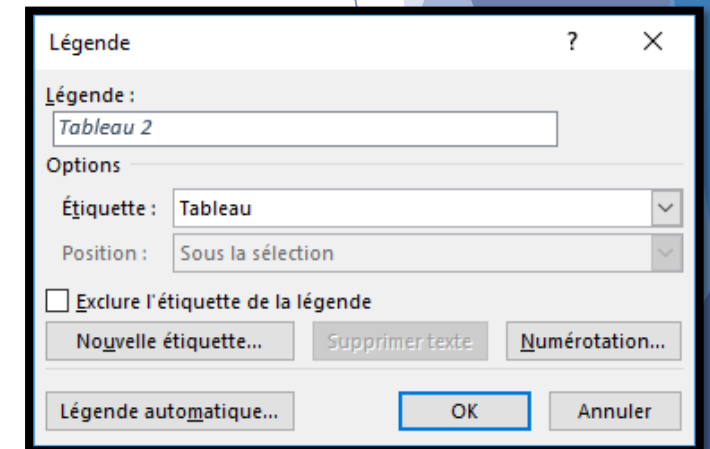 Légende ? ×
Légende :
Tableau 2
Options
Étiquette : Tableau
Position : Sous la sélection
Exclure l'étiquette de la légende
Nouvelle étiquette... Supprimer texte Numérotation...
Légende automatique... OK Annuler